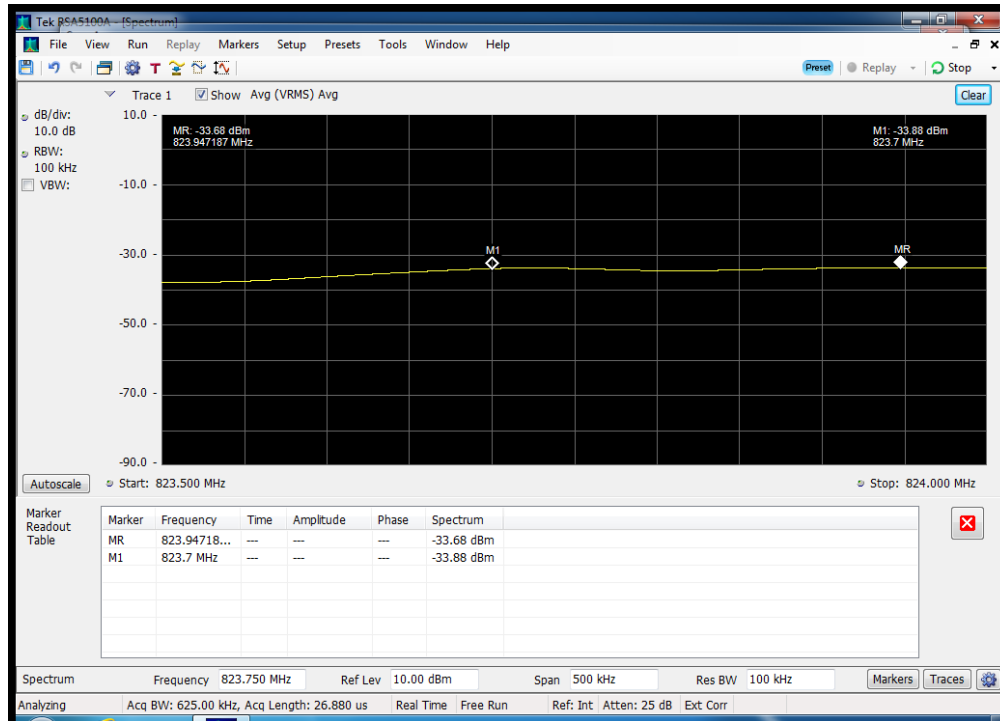 Tek RSA5100A - [Spectrum]
File View Run Replay Markers Setup Presets Tools Window Help
T Preset Replay Stop
Trace 1 Show Avg (VRMS) Avg Clear
dB/div:
10.0 dB
RBW:
100 kHz
VBW:
10.0
-10.0
-30.0
-50.0
-70.0
-90.0
MR: -33.68 dBm
823.947187 MHz
M1: -33.88 dBm
823.7 MHz
M1
MR
Autoscale Start: 823.500 MHz Stop: 824.000 MHz
Marker
Readout
Table
Marker Frequency Time Amplitude Phase Spectrum
MR 823.94718... --- --- --- -33.68 dBm
M1 823.7 MHz --- --- --- -33.88 dBm
Spectrum Frequency 823.750 MHz Ref Lev 10.00 dBm Span 500 kHz Res BW 100 kHz Markers Traces
Analyzing Acq BW: 625.00 kHz, Acq Length: 26.880 us Real Time Free Run Ref: Int Atten: 25 dB Ext Corr